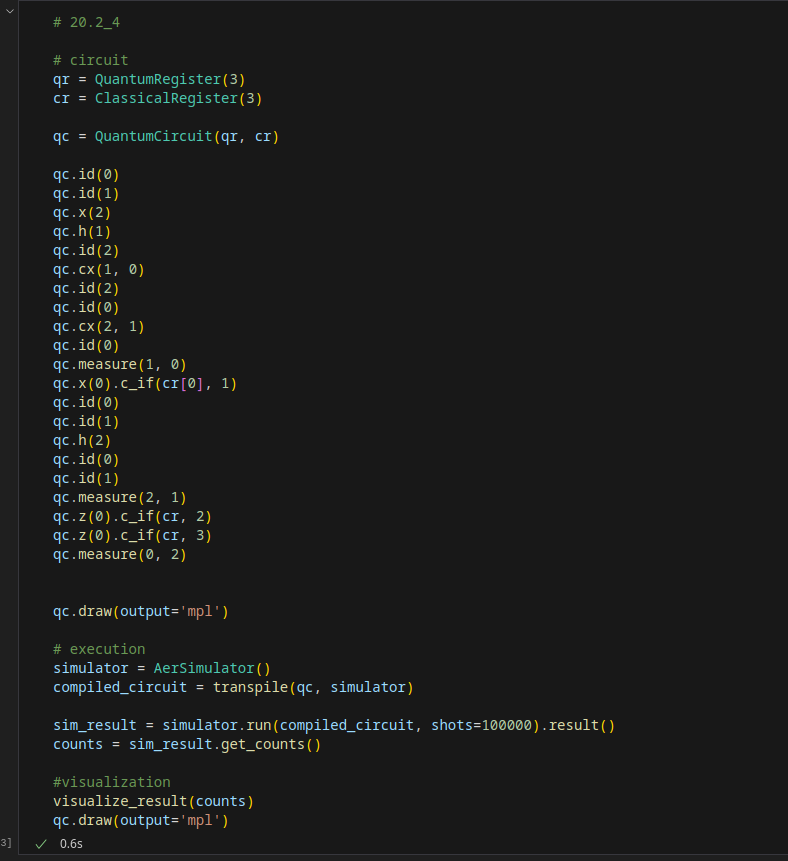 # 20.2_4
# circuit
qr = QuantumRegister(3)
cr = ClassicalRegister(3)
qc = QuantumCircuit(qr, cr)
qc.id(0)
qc.id(1)
qc.x(2)
qc.h(1)
qc.id(2)
qc.cx(1, 0)
qc.id(2)
qc.id(0)
qc.cx(2, 1)
qc.id(0)
qc.measure(1, 0)
qc.x(0).c_if(cr[0], 1)
qc.id(0)
qc.id(1)
qc.h(2)
qc.id(0)
qc.id(1)
qc.measure(2, 1)
qc.z(0).c_if(cr, 2)
qc.z(0).c_if(cr, 3)
qc.measure(0, 2)
qc.draw(output='mpl')
# execution
simulator = AerSimulator()
compiled_circuit = transpile(qc, simulator)
sim_result = simulator.run(compiled_circuit, shots=100000).result()
counts = sim_result.get_counts()
#visualization
visualize_result(counts)
qc.draw(output='mpl')
3] ✓ 0.6s